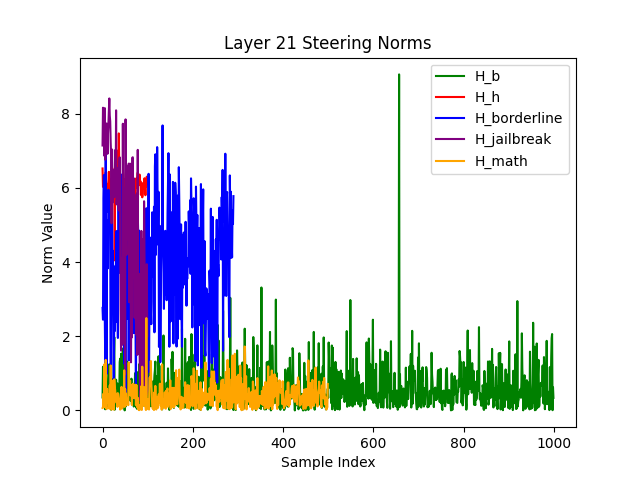 Layer 21 Steering Norms
H_b
H_h
H_borderline
H_jailbreak
H_math
Norm Value
8
6
4
2
0
0 200 400 600 800 1000
Sample Index